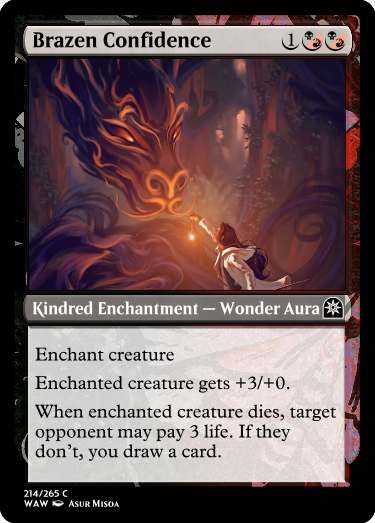 Brazen Confidence 1
Kindred Enchantment — Wonder Aura
Enchant creature
Enchanted creature gets +3/+0.
When enchanted creature dies, target
opponent may pay 3 life. If they
don't, you draw a card.
214/265 C
WAW Asur Misoa